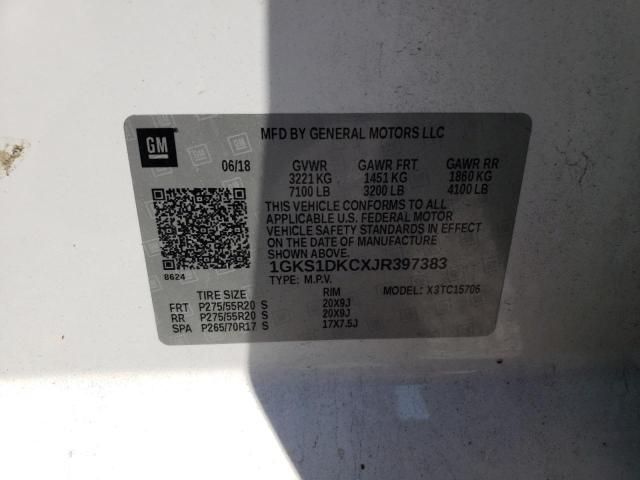 GM
MFD BY GENERAL MOTORS LLC
06/18 GVWR GAWR FRT GAWR RR
3221 KG 1451 KG 1860 KG
7100 LB 3200 LB 4100 LB
THIS VEHICLE CONFORMS TO ALL
APPLICABLE U.S. FEDERAL MOTOR
VEHICLE SAFETY STANDARDS IN EFFECT
ON THE DATE OF MANUFACTURE
SHOWN ABOVE.
1GKS1DKCXJR397383
8624
TYPE: M.P.V. MODEL: X3TC15706
TIRE SIZE RIM
FRT P275/55R20 S 20X9J
RR P275/55R20 S 20X9J
SPA P265/70R17 S 17X7.5J